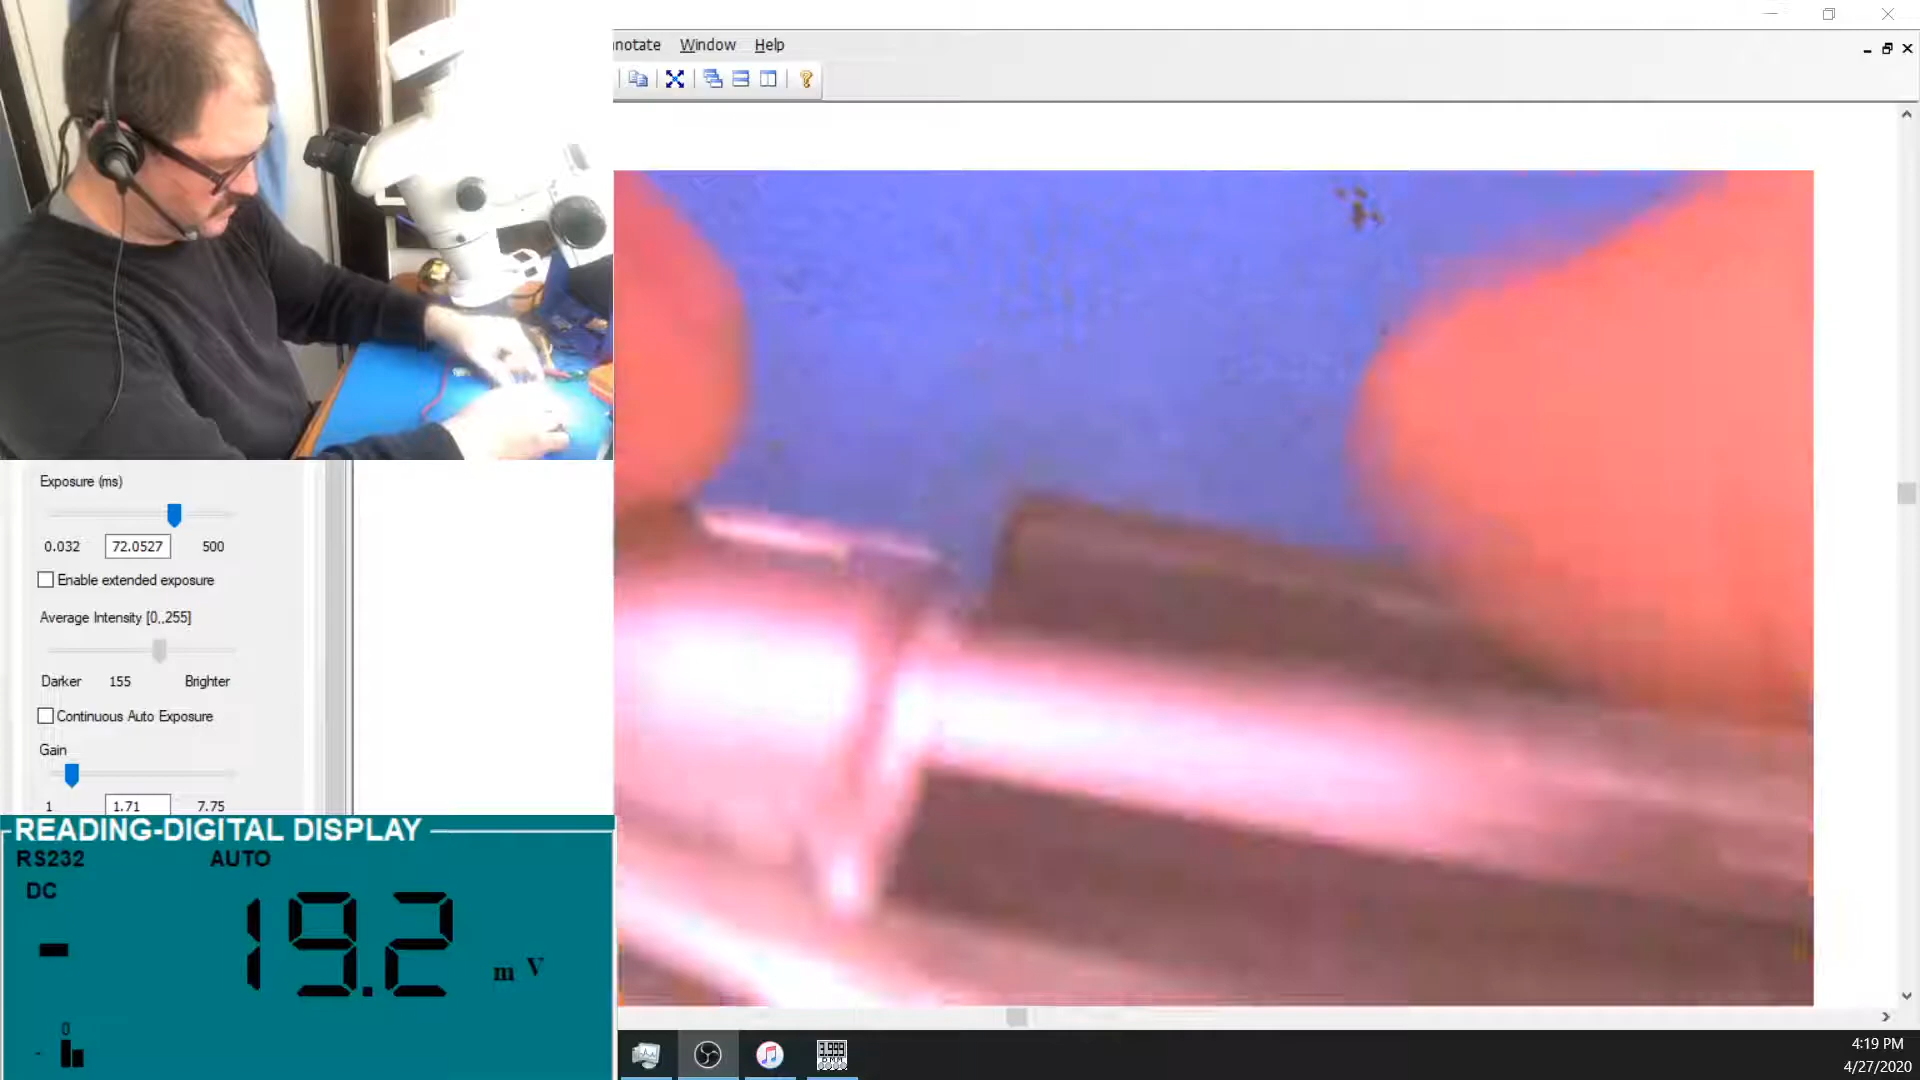 nnotate Window Help
Exposure (ms)
0.032 72.0527 500
Enable extended exposure
Average Intensity [0,,255]
Darker 155 Brighter
Continuous Auto Exposure
Gain
1 1.71 7.75
READING-DIGITAL DISPLAY
RS232 AUTO
DC
- 19.2 m V
0
-
4:19 PM
4/27/2020